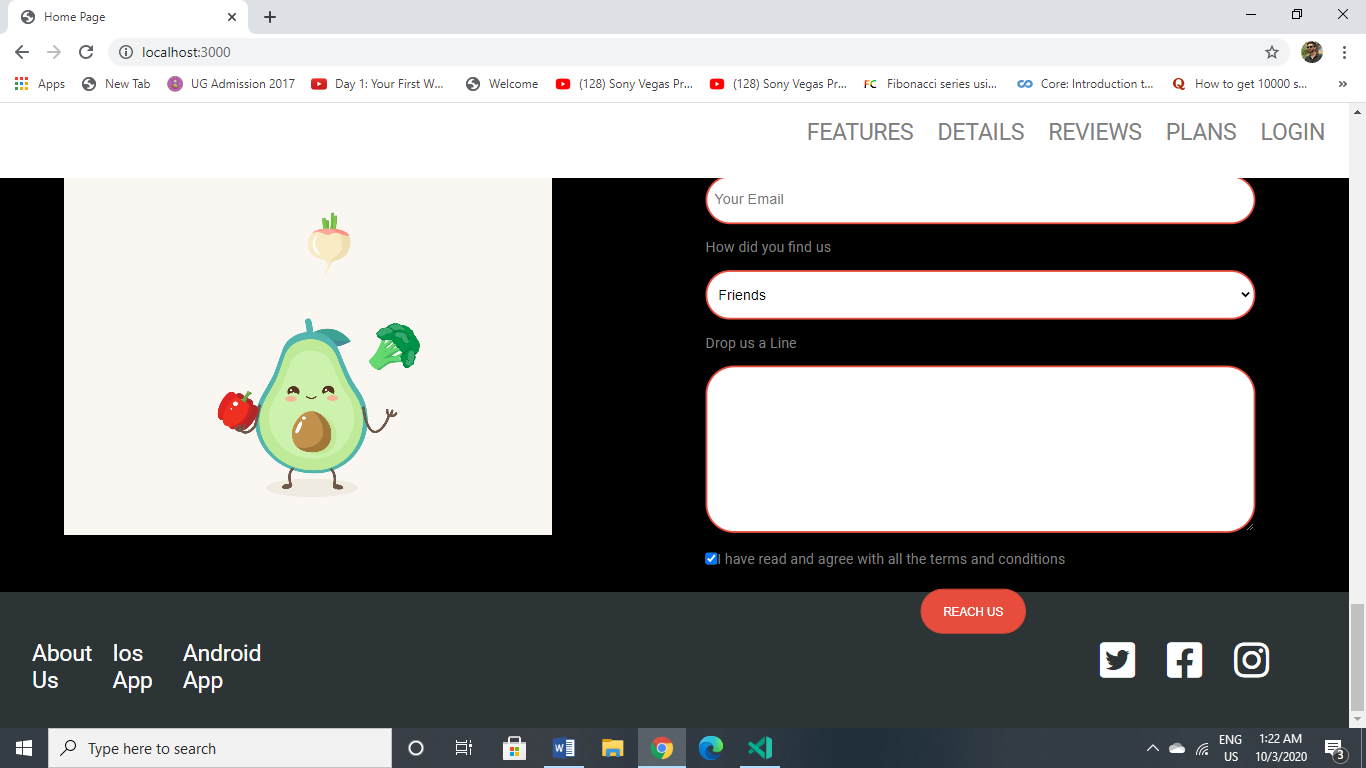 Home Page
localhost:3000
Apps
New Tab
UG Admission 2017
Day 1: Your First W...
Welcome
(128) Sony Vegas Pr...
(128) Sony Vegas Pr...
FC
Fibonacci series usi...
Core: Introduction t...
Q
How to get 10000 s...
»
FEATURES
DETAILS
REVIEWS
PLANS
LOGIN
Your Email
How did you find us
Friends
Drop us a Line
I have read and agree with all the terms and conditions
REACH US
About
Us
Ios
App
Android
App
Type here to search
ENG
US
1:22 AM
10/3/2020
3